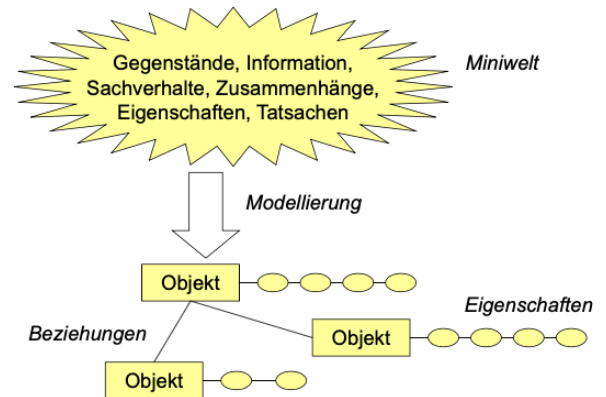 Gegenstände, Information,
Sachverhalte, Zusammenhänge,
Eigenschaften, Tatsachen
Miniwelt
Modellierung
Objekt
Eigenschaften
Beziehungen
Objekt
Objekt